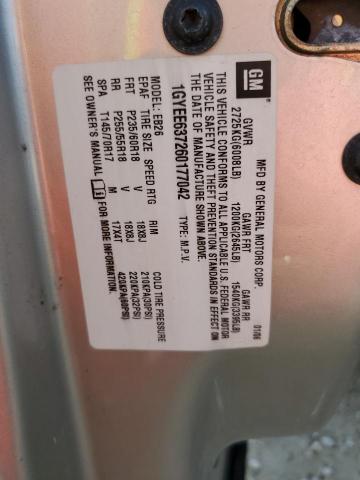 GM
MFD BY GENERAL MOTORS CORP.
01/06
GVWR GAWR FRT GAWR RR
2725KG(6008LB) 1200KG(2646LB) 1540KG(3395LB)
THIS VEHICLE CONFORMS TO ALL APPLICABLE U.S. FEDERAL MOTOR
VEHICLE SAFETY AND THEFT PREVENTION STANDARDS IN EFFECT ON
THE DATE OF MANUFACTURE SHOWN ABOVE.
1GYEE637260177042 TYPE: M.P.V.
MODEL: EB26
EPAF TIRE SIZE SPEED RTG RIM COLD TIRE PRESSURE
FRT P235/60R18 V 18X8J 210KPA(30PSI)
RR P255/55R18 V 18X8J 220KPA(32PSI)
SPA T145/70R17 M 17X4T 420KPA(60PSI)
SEE OWNER'S MANUAL FOR MORE INFORMATION.